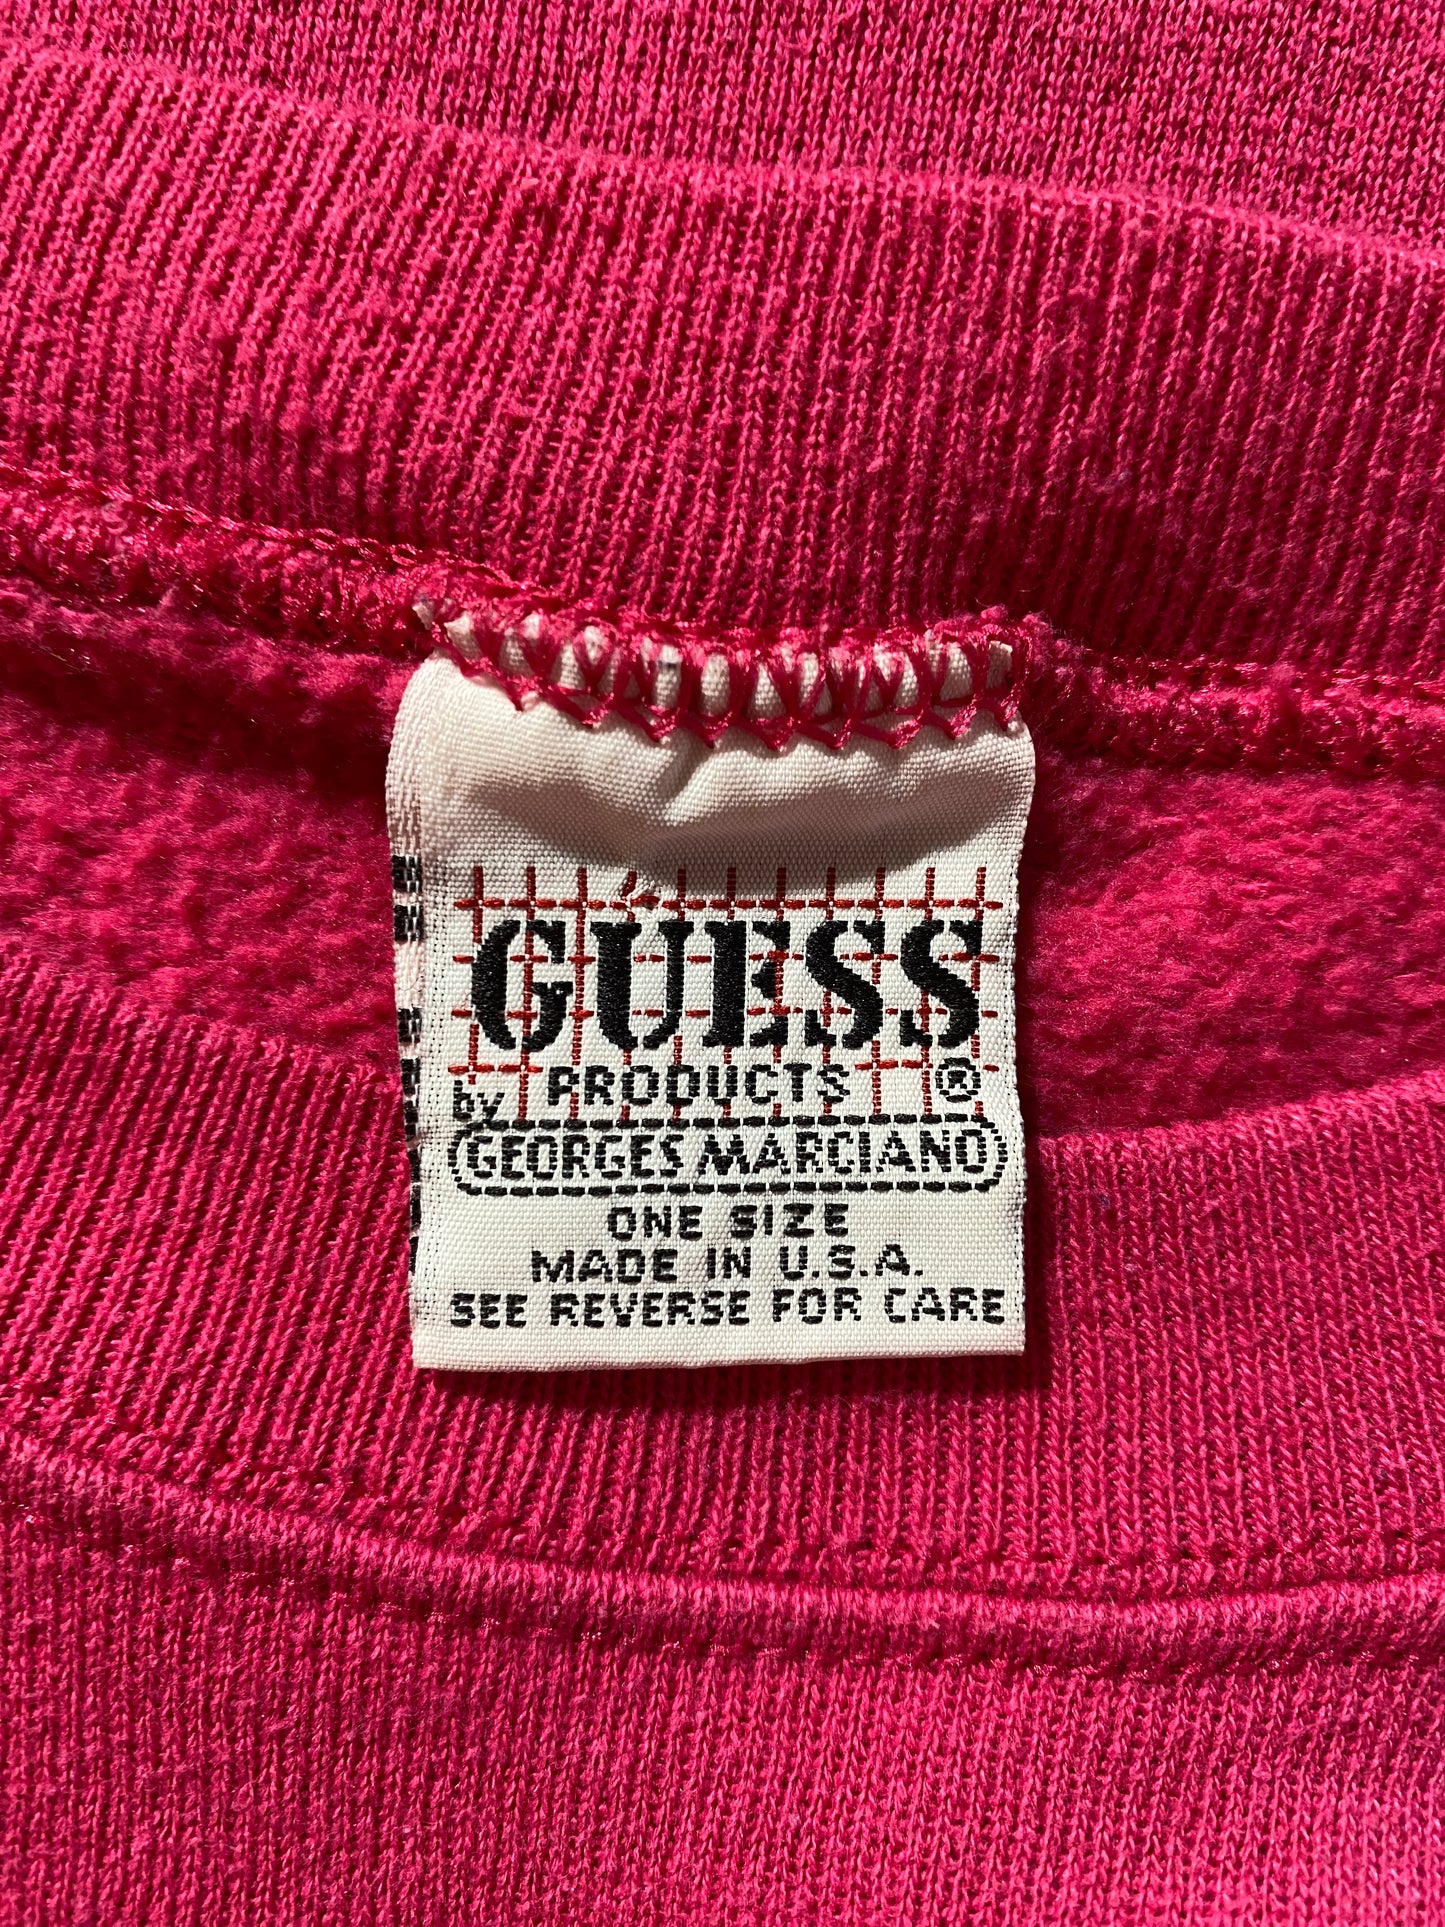 GUESS
PRODUCTS ®
by
GEORGES MARCIANO
ONE SIZE
MADE IN U.S.A.
SEE REVERSE FOR CARE